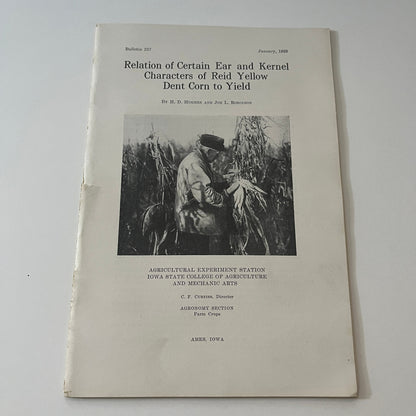 Bulletin 257
January, 1929
Relation of Certain Ear and Kernel
Characters of Reid Yellow
Dent Corn to Yield
By H. D. Hughes and Joe L. Robinson
AGRICULTURAL EXPERIMENT STATION
IOWA STATE COLLEGE OF AGRICULTURE
AND MECHANIC ARTS
C. F. Curtiss, Director
AGRONOMY SECTION
Farm Crops
AMES, IOWA